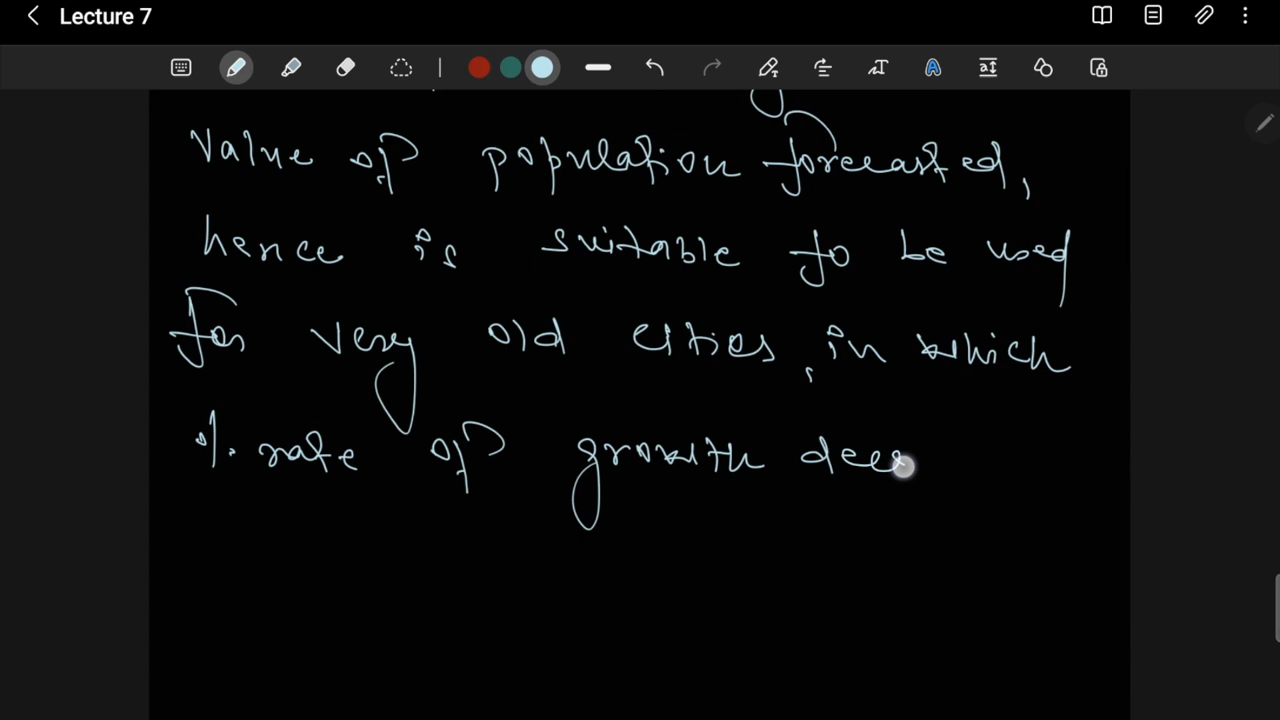 Lecture 7
value of population forecasted,
hence is suitable to be used
for very old cities, in which
% rate of growth decr